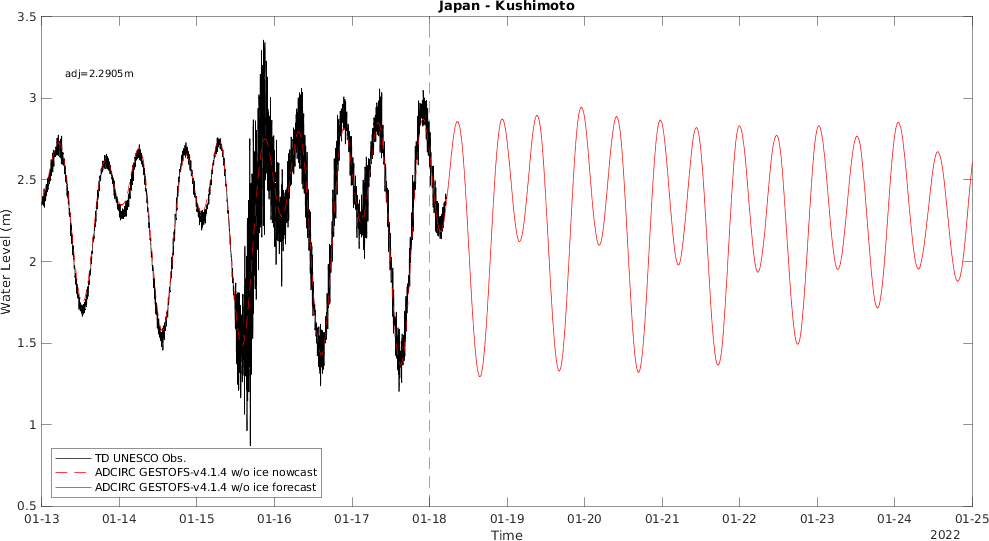 Japan - Kushimoto
3.5
3
2.5
2
1.5
1
0.5
Water Level (m)
adj=2.2905m
TD UNESCO Obs.
ADCIRC GESTOFS-v4.1.4 w/o ice nowcast
ADCIRC GESTOFS-v4.1.4 w/o ice forecast
01-13 01-14 01-15 01-16 01-17 01-18 01-19 01-20 01-21 01-22 01-23 01-24 01-25
Time
2022